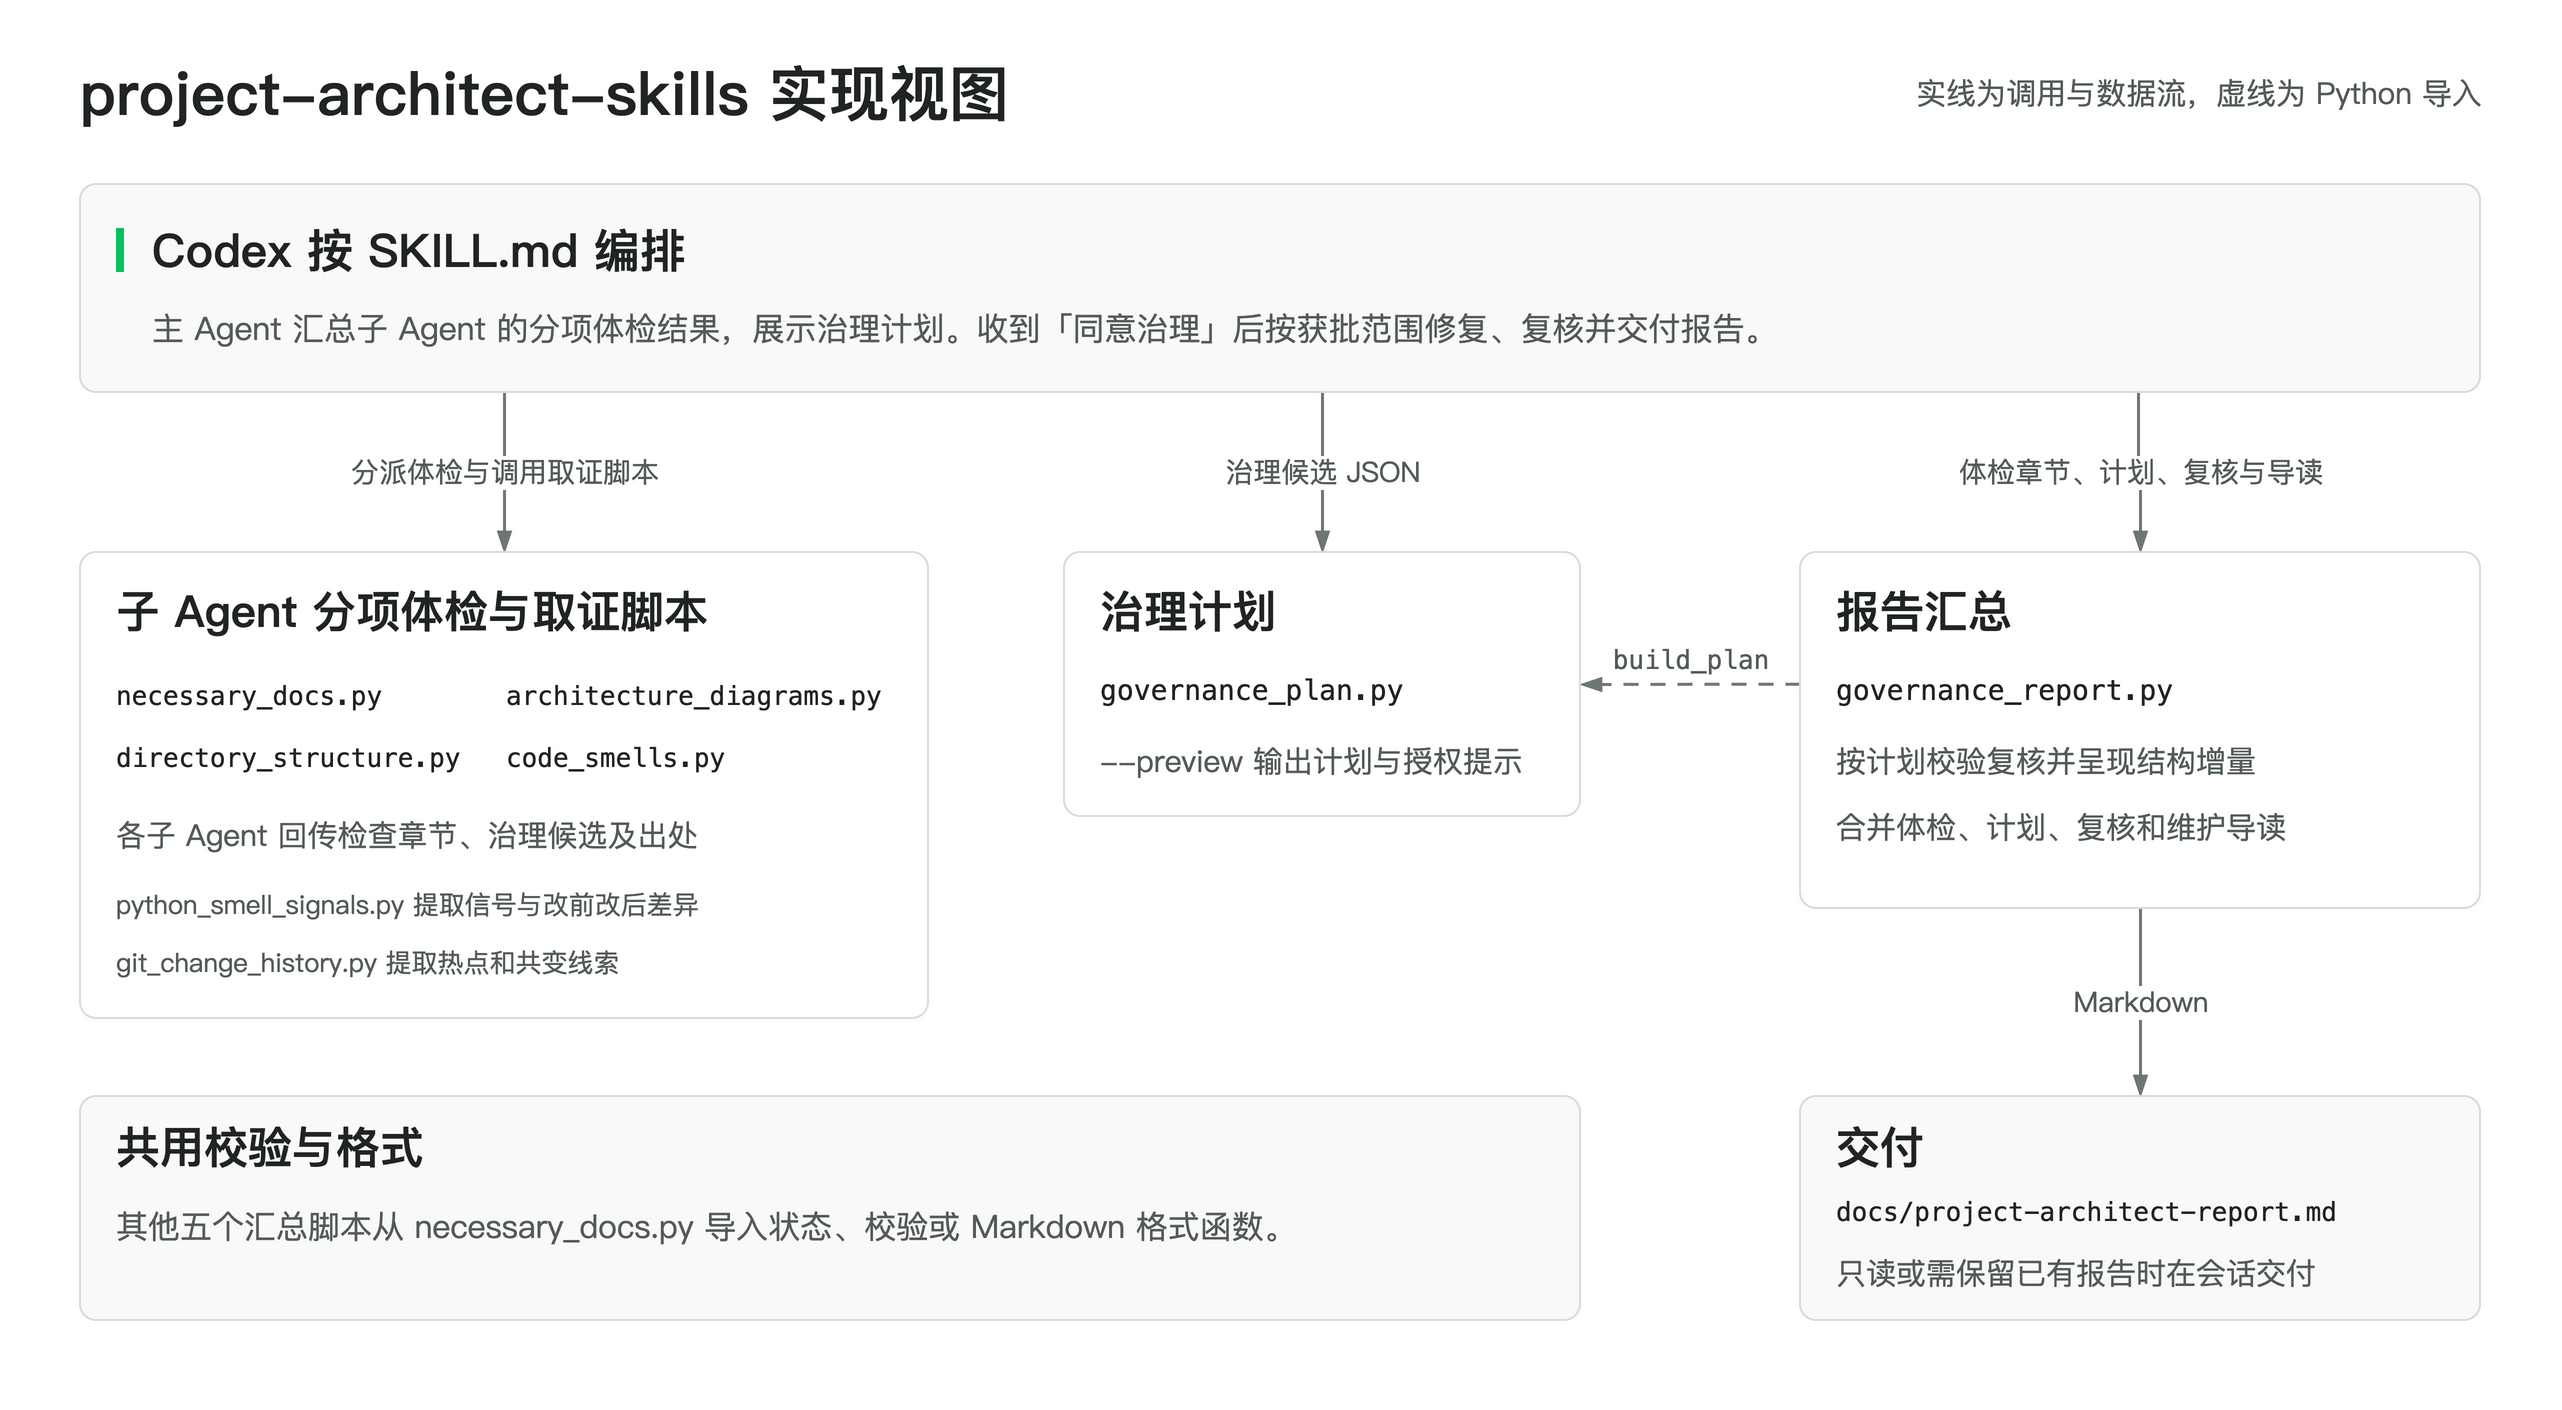 project-architect-skills 实现视图
实线为调用与数据流，虚线为 Python 导入
Codex 按 SKILL.md 编排
主 Agent 汇总子 Agent 的分项体检结果，展示治理计划。收到「同意治理」后按获批范围修复、复核并交付报告。
分派体检与调用取证脚本
治理候选 JSON
体检章节、计划、复核与导读
子 Agent 分项体检与取证脚本
necessary_docs.py
architecture_diagrams.py
directory_structure.py
code_smells.py
各子 Agent 回传检查章节、治理候选及出处
python_smell_signals.py 提取信号与改前改后差异
git_change_history.py 提取热点和共变线索
治理计划
governance_plan.py
--preview 输出计划与授权提示
build_plan
报告汇总
governance_report.py
按计划校验复核并呈现结构增量
合并体检、计划、复核和维护导读
Markdown
共用校验与格式
其他五个汇总脚本从 necessary_docs.py 导入状态、校验或 Markdown 格式函数。
交付
docs/project-architect-report.md
只读或需保留已有报告时在会话交付